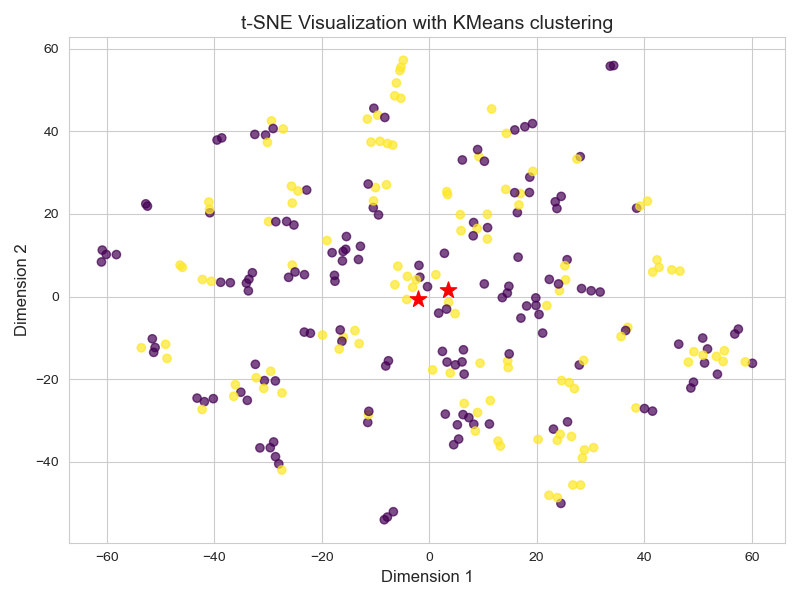 t-SNE Visualization with KMeans clustering
60
40
20
0
−20
−40
Dimension 2
−60 −40 −20 0 20 40 60
Dimension 1